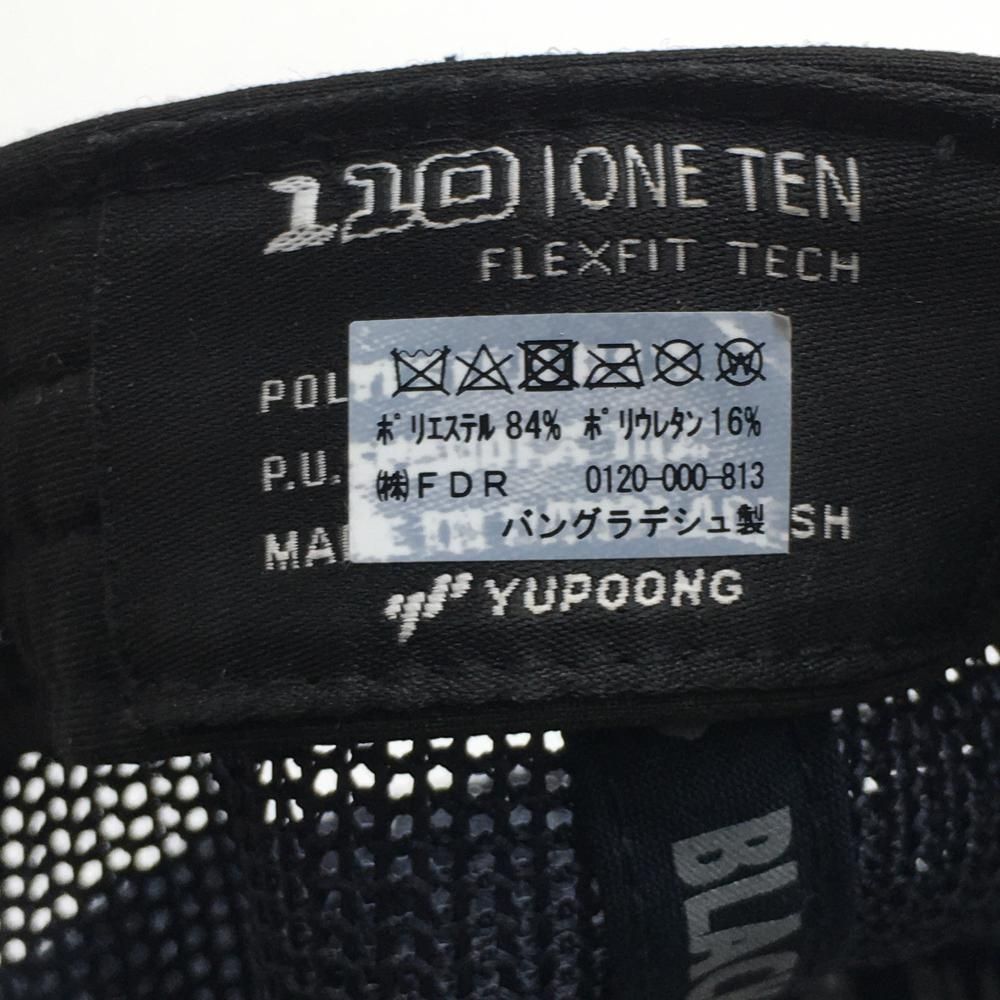 110 | ONE TEN
FLEXFIT TECH
ポリエステル 84% ポリウレタン 16%
P.U.
㈱FDR 0120-000-813
バングラデシュ製
YUPOONG